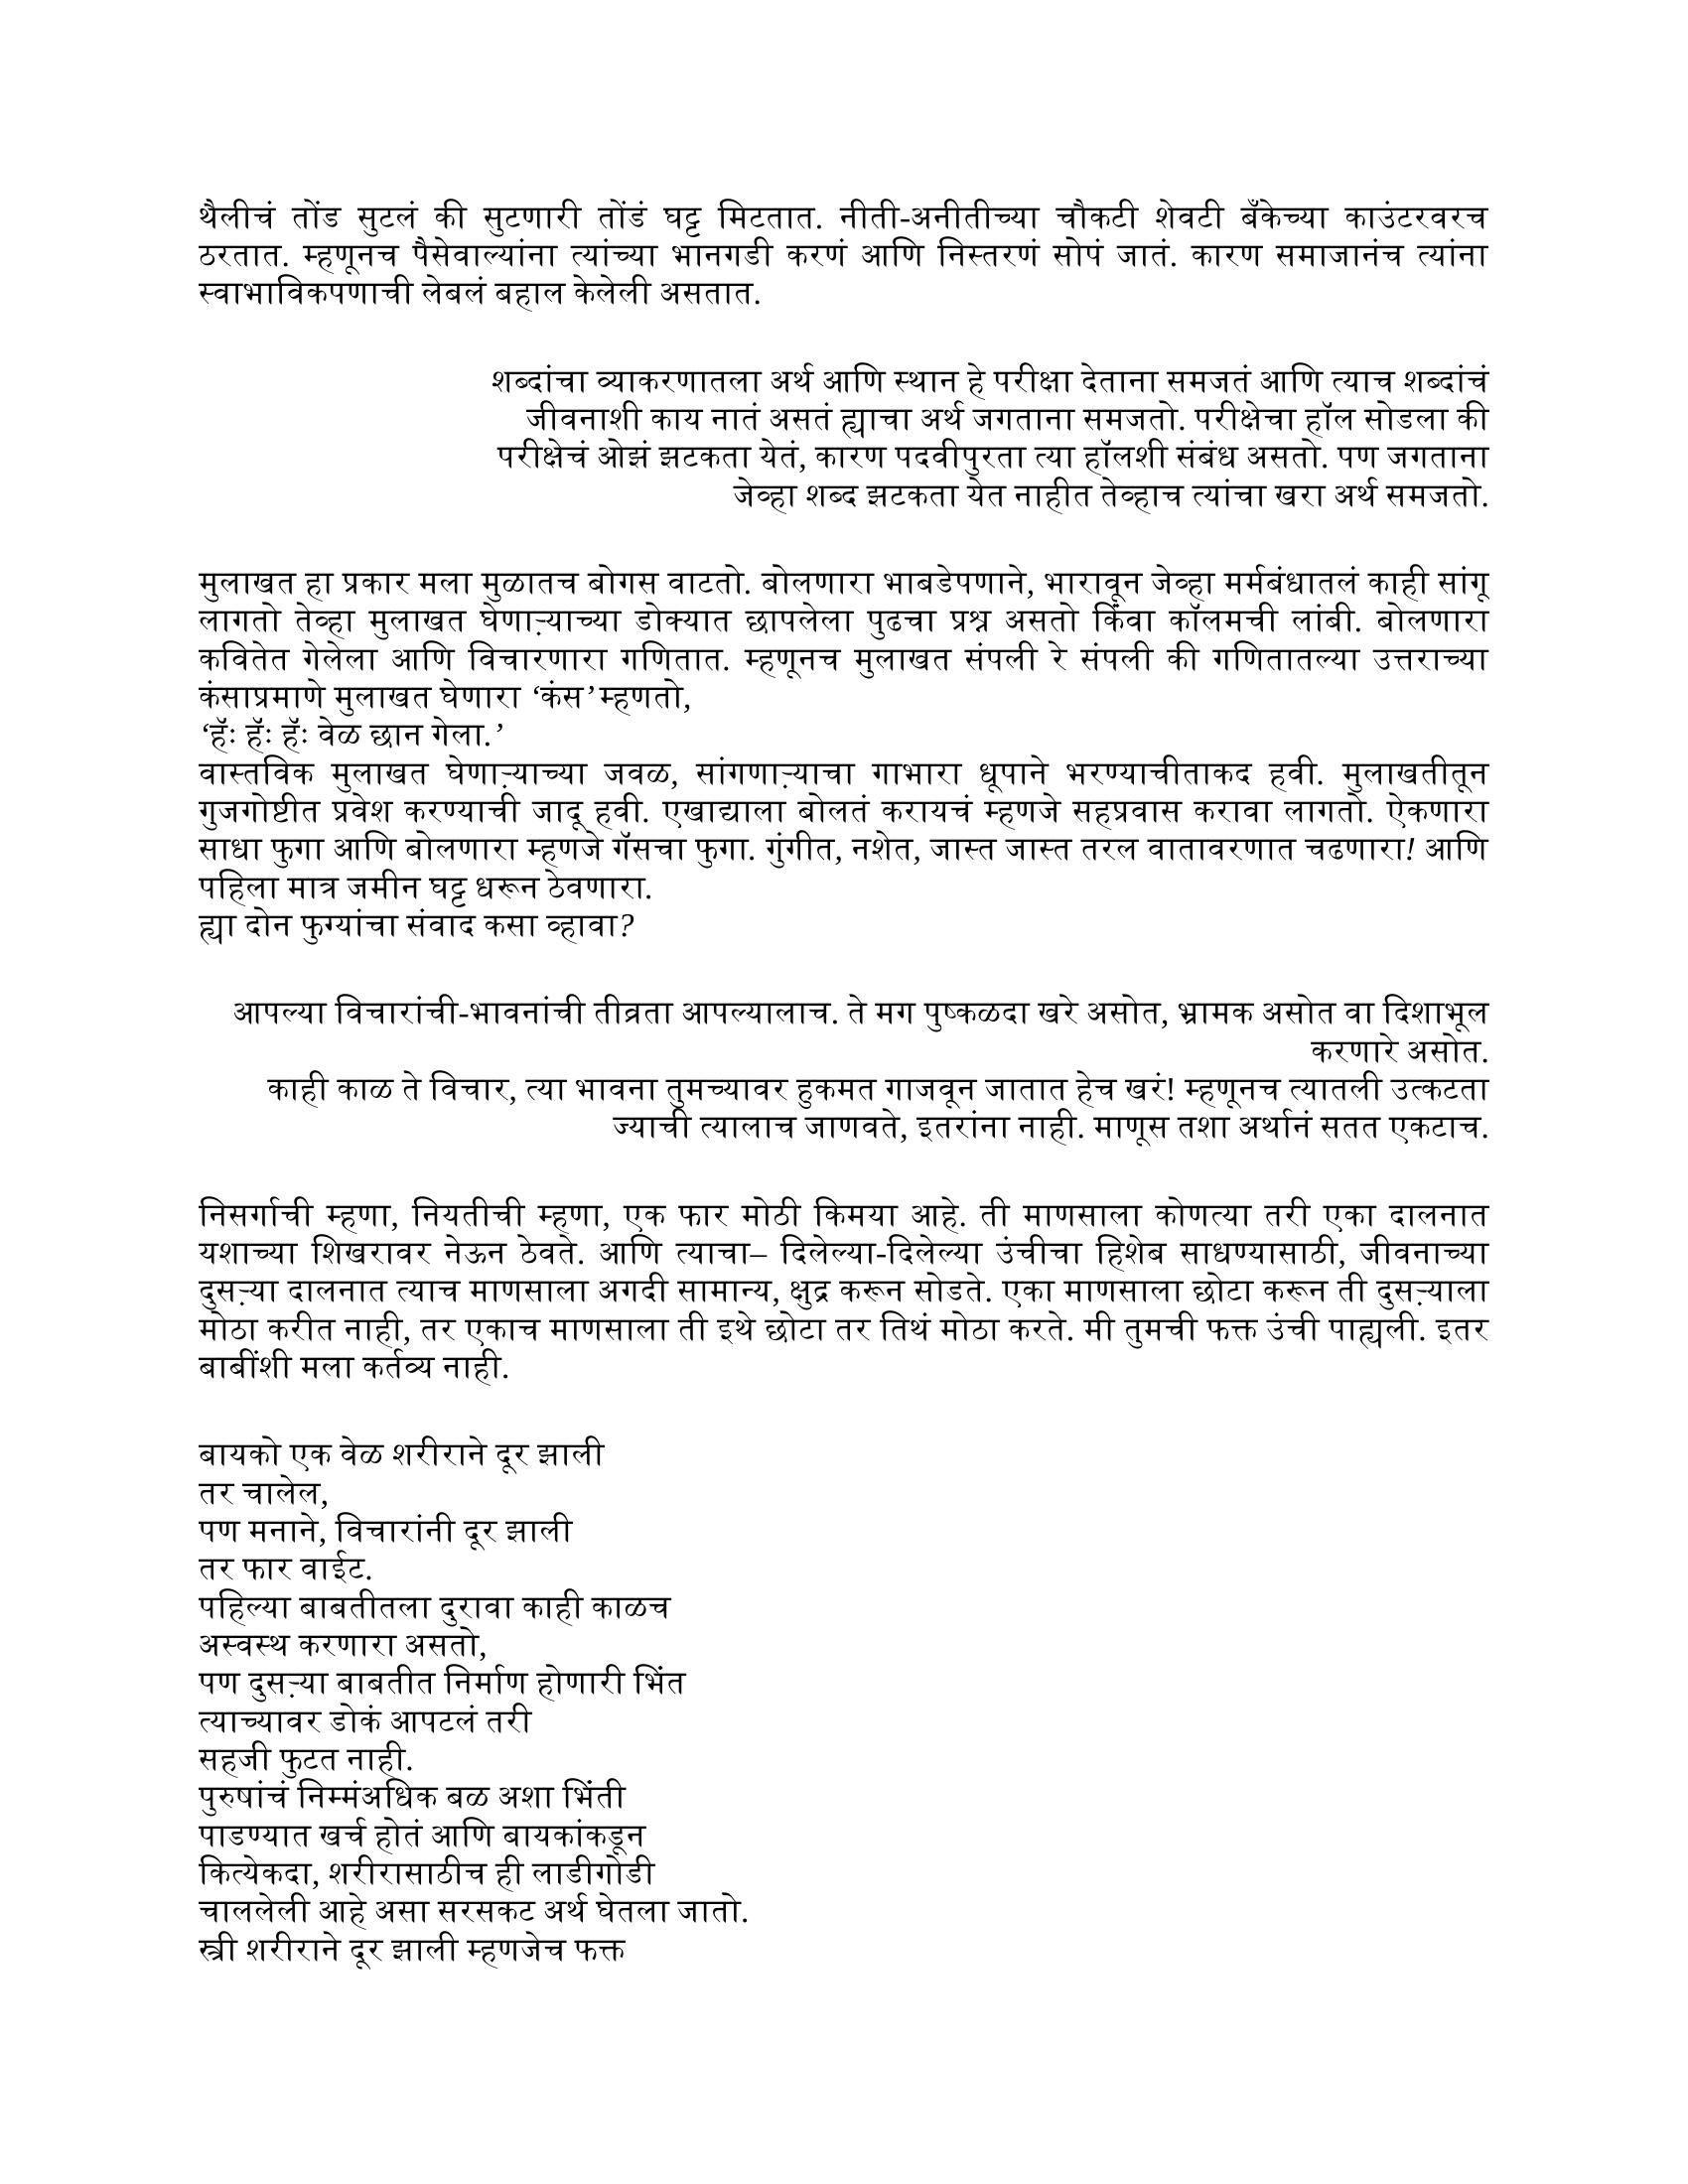 थैलीचं तोंड सुटलं की सुटणारी तोंडं घट्ट मिटतात. नीती-अनीतीच्या चौकटी शेवटी बँकेच्या काउंटरवरच
ठरतात. म्हणूनच पैसेवाल्यांना त्यांच्या भानगडी करणं आणि निस्तरणं सोपं जातं. कारण समाजानंच त्यांना
स्वाभाविकपणाची लेबलं बहाल केलेली असतात.
शब्दांचा व्याकरणातला अर्थ आणि स्थान हे परीक्षा देताना समजतं आणि त्याच शब्दांचं
जीवनाशी काय नातं असतं ह्याचा अर्थ जगताना समजतो. परीक्षेचा हॉल सोडला की
परीक्षेचं ओझं झटकता येतं, कारण पदवीपुरता त्या हॉलशी संबंध असतो. पण जगताना
जेव्हा शब्द झटकता येत नाहीत तेव्हाच त्यांचा खरा अर्थ समजतो.
मुलाखत हा प्रकार मला मुळातच बोगस वाटतो. बोलणारा भाबडेपणाने, भारावून जेव्हा मर्मबंधातलं काही सांगू
लागतो तेव्हा मुलाखत घेणाऱ्याच्या डोक्यात छापलेला पुढचा प्रश्न असतो किंवा कॉलमची लांबी. बोलणारा
कवितेत गेलेला आणि विचारणारा गणितात. म्हणूनच मुलाखत संपली रे संपली की गणितातल्या उत्तराच्या
कंसाप्रमाणे मुलाखत घेणारा ‘कंस’ म्हणतो,
‘हॅः हॅः हॅः वेळ छान गेला.’
वास्तविक मुलाखत घेणाऱ्याच्या जवळ, सांगणाऱ्याचा गाभारा धूपाने भरण्याचीताकद हवी. मुलाखतीतून
गुजगोष्टीत प्रवेश करण्याची जादू हवी. एखाद्याला बोलतं करायचं म्हणजे सहप्रवास करावा लागतो. ऐकणारा
साधा फुगा आणि बोलणारा म्हणजे गॅसचा फुगा. गुंगीत, नशेत, जास्त जास्त तरल वातावरणात चढणारा! आणि
पहिला मात्र जमीन घट्ट धरून ठेवणारा.
ह्या दोन फुग्यांचा संवाद कसा व्हावा?
आपल्या विचारांची-भावनांची तीव्रता आपल्यालाच. ते मग पुष्कळदा खरे असोत, भ्रामक असोत वा दिशाभूल
करणारे असोत.
काही काळ ते विचार, त्या भावना तुमच्यावर हुकमत गाजवून जातात हेच खरं! म्हणूनच त्यातली उत्कटता
ज्याची त्यालाच जाणवते, इतरांना नाही. माणूस तशा अर्थानं सतत एकटाच.
निसर्गाची म्हणा, नियतीची म्हणा, एक फार मोठी किमया आहे. ती माणसाला कोणत्या तरी एका दालनात
यशाच्या शिखरावर नेऊन ठेवते. आणि त्याचा– दिलेल्या-दिलेल्या उंचीचा हिशेब साधण्यासाठी, जीवनाच्या
दुसऱ्या दालनात त्याच माणसाला अगदी सामान्य, क्षुद्र करून सोडते. एका माणसाला छोटा करून ती दुसऱ्याला
मोठा करीत नाही, तर एकाच माणसाला ती इथे छोटा तर तिथं मोठा करते. मी तुमची फक्त उंची पाह्यली. इतर
बाबींशी मला कर्तव्य नाही.
बायको एक वेळ शरीराने दूर झाली
तर चालेल,
पण मनाने, विचारांनी दूर झाली
तर फार वाईट.
पहिल्या बाबतीतला दुरावा काही काळच
अस्वस्थ करणारा असतो,
पण दुसऱ्या बाबतीत निर्माण होणारी भिंत
त्याच्यावर डोकं आपटलं तरी
सहजी फुटत नाही.
पुरुषांचं निम्मंअधिक बळ अशा भिंती
पाडण्यात खर्च होतं आणि बायकांकडून
कित्येकदा, शरीरासाठीच ही लाडीगोडी
चाललेली आहे असा सरसकट अर्थ घेतला जातो.
स्त्री शरीराने दूर झाली म्हणजेच फक्त